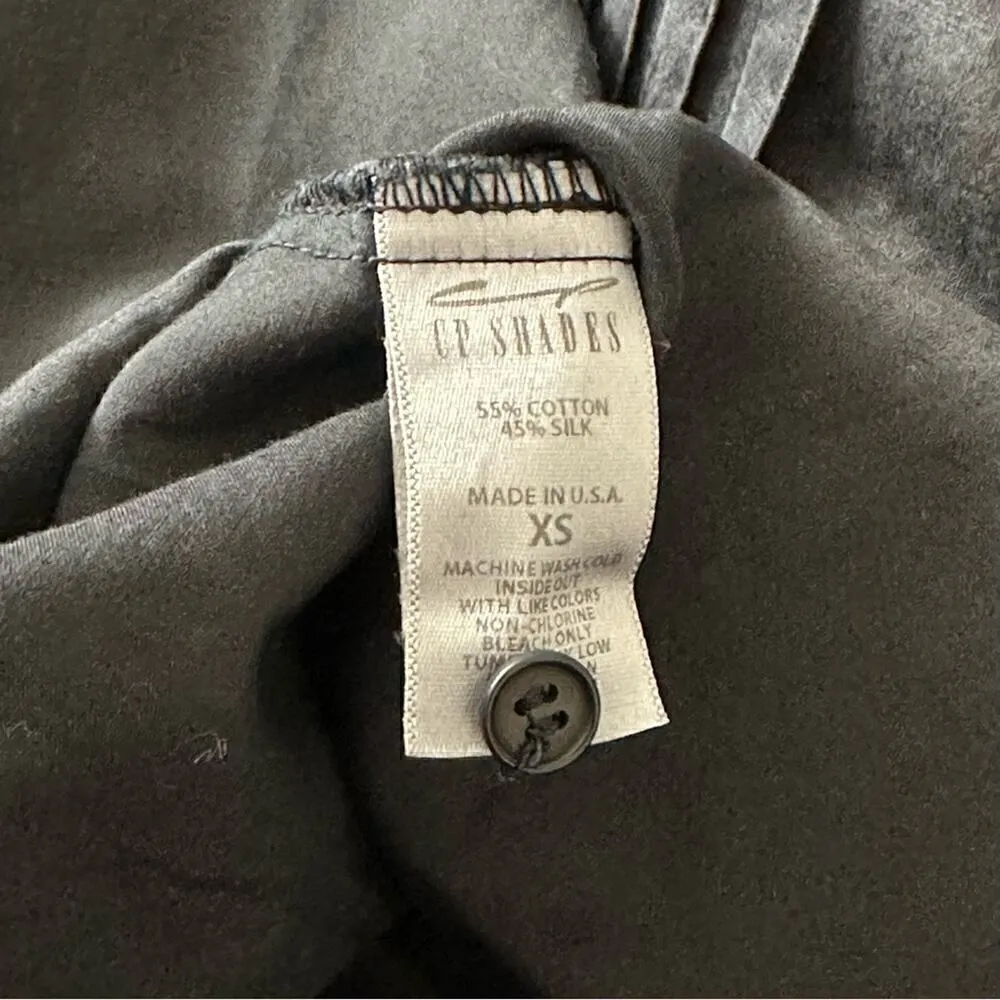 CP
CP SHADES
55% COTTON
45% SILK
MADE IN U.S.A.
XS
MACHINE WASH COLD
INSIDE OUT
WITH LIKE COLORS
NON-CHLORINE
BLEACH ONLY
LOW